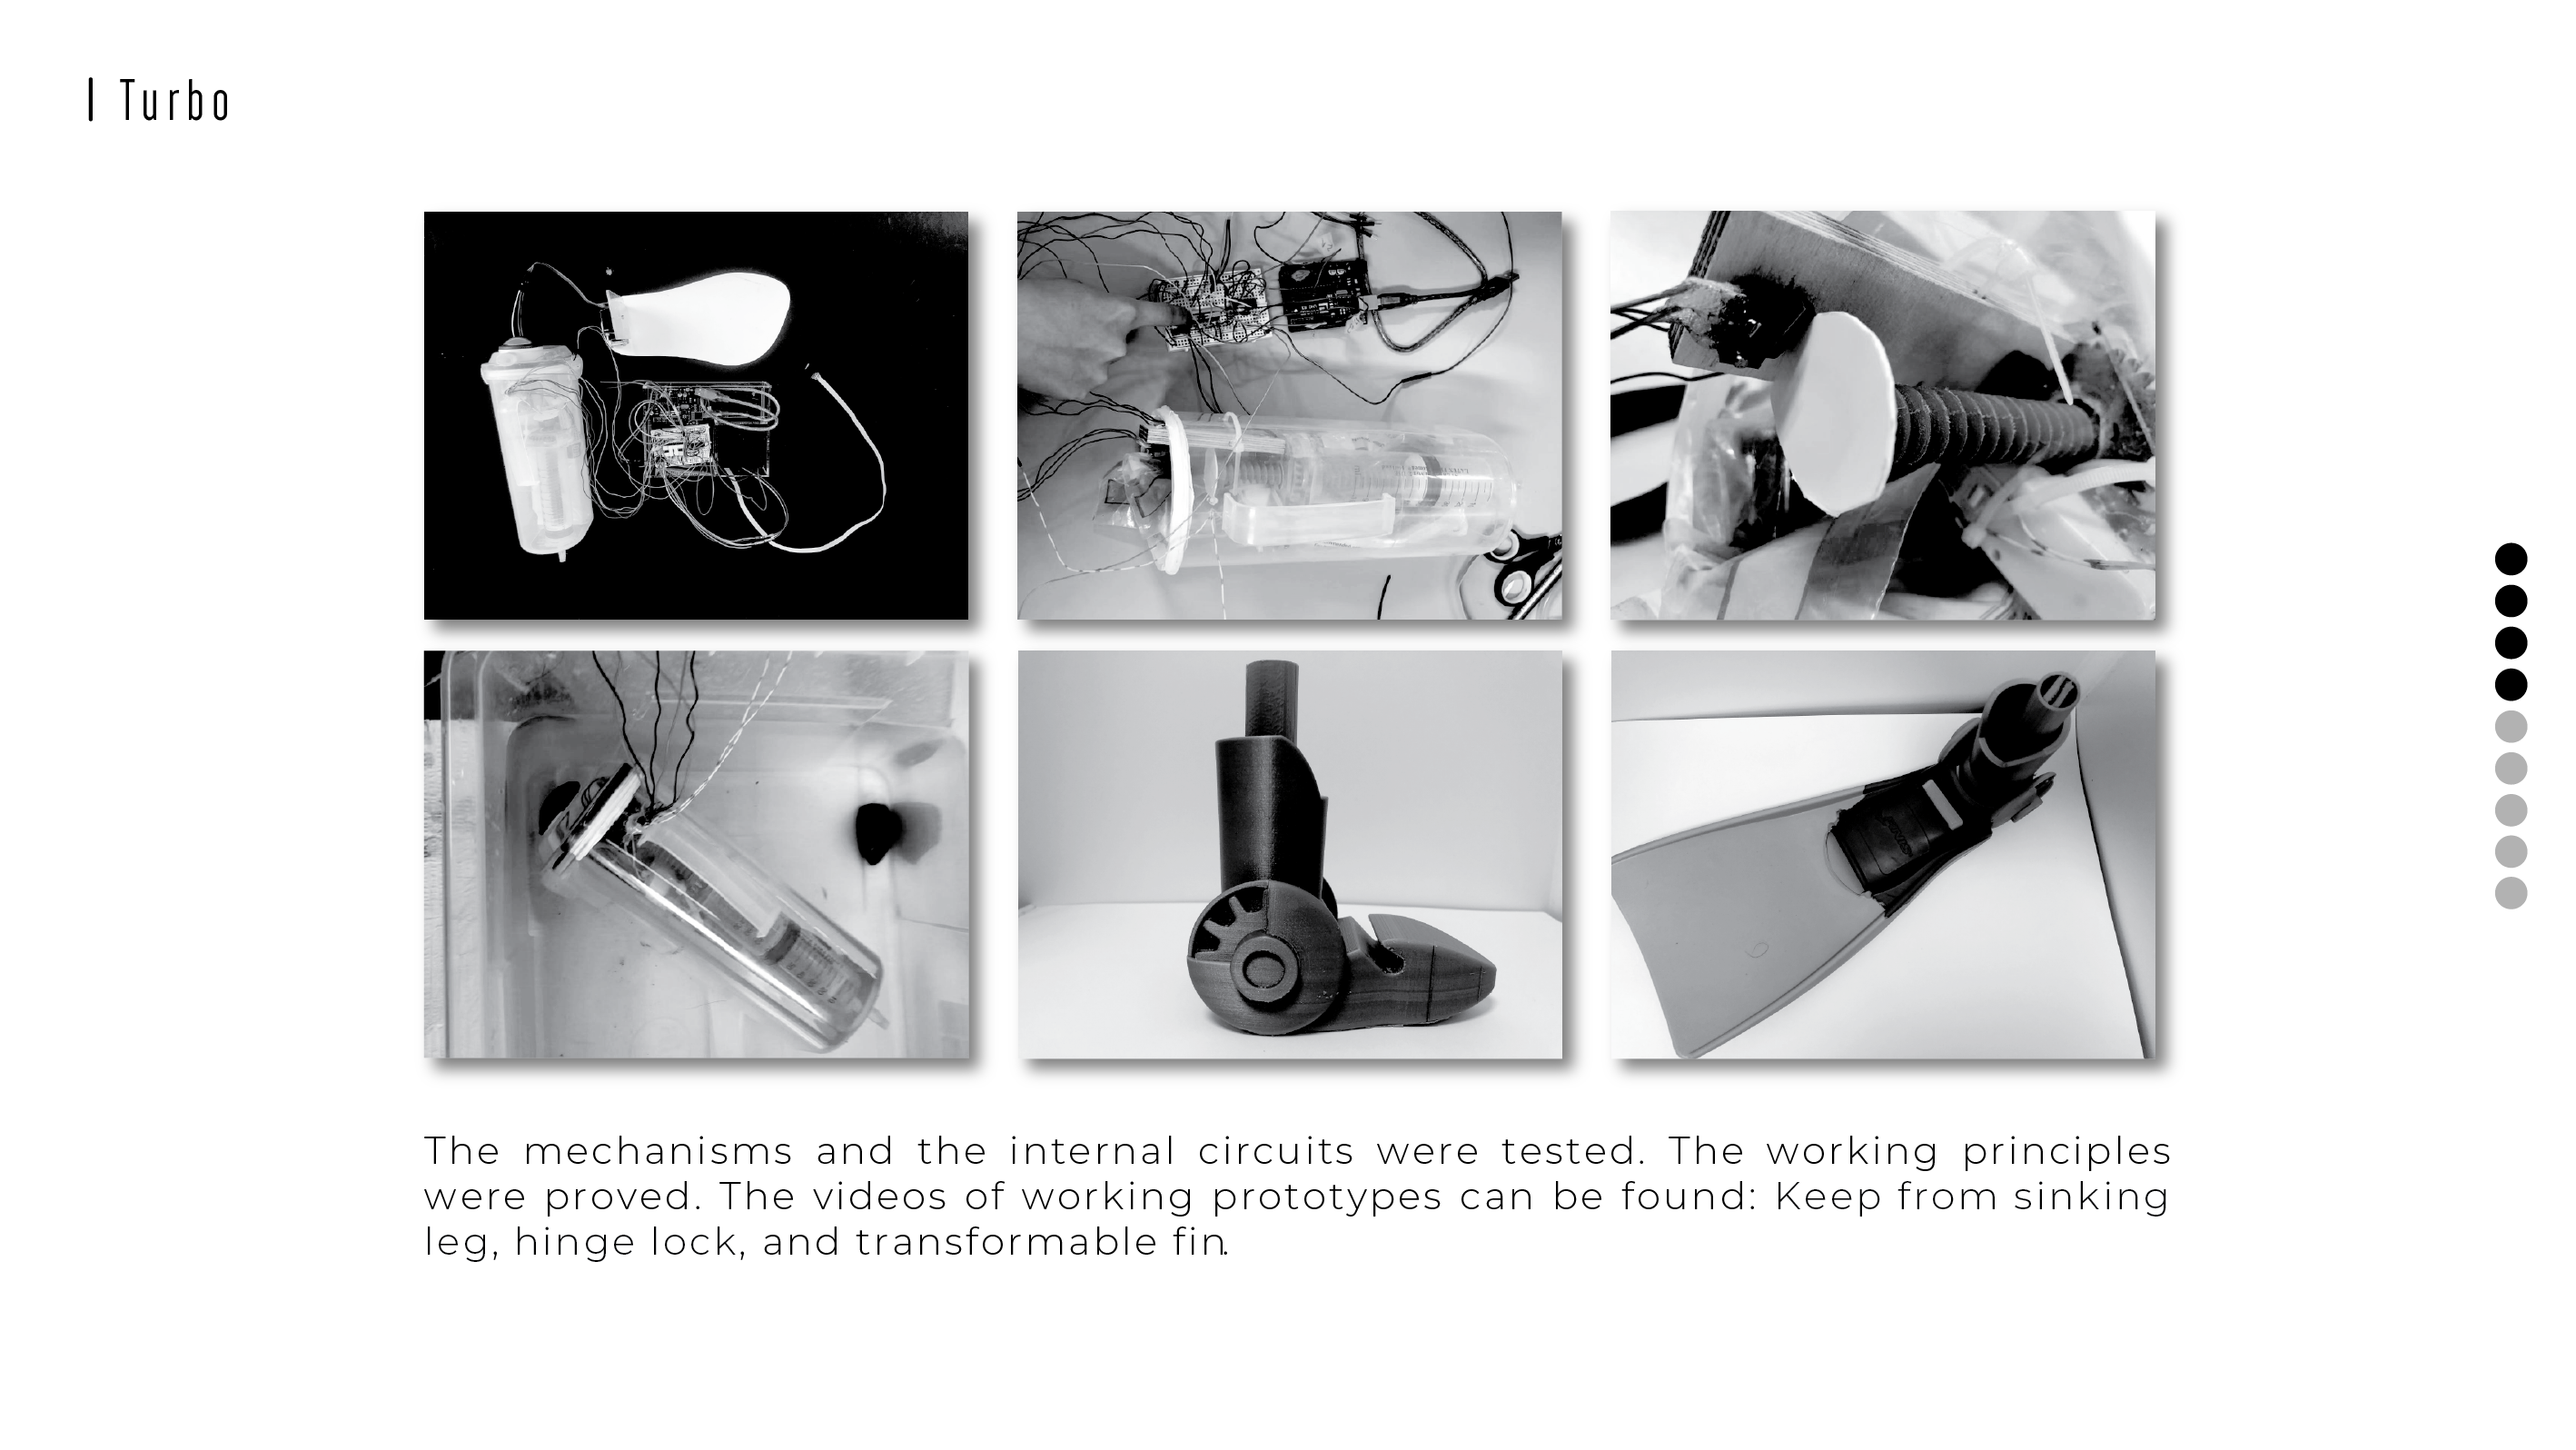 Turbo
The mechanisms and the internal circuits were tested. The working principles
were proved. The videos of working prototypes can be found: Keep from sinking
leg, hinge lock, and transformable fin.